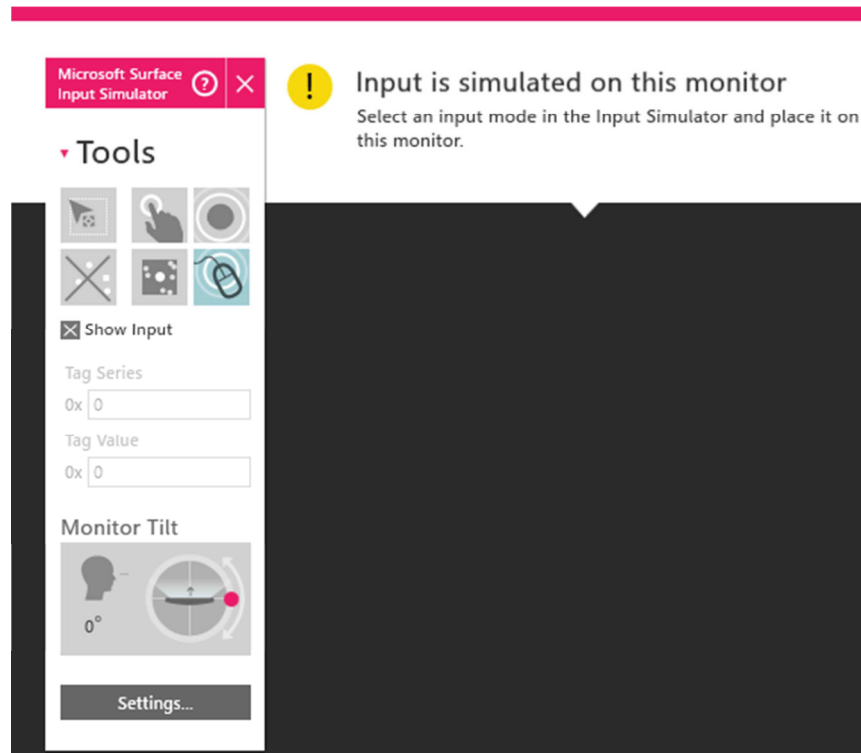 Microsoft Surface
Input Simulator
?
!
Input is simulated on this monitor
Select an input mode in the Input Simulator and place it on
this monitor.
Tools
Show Input
Tag Series
0x 0
Tag Value
0x 0
Monitor Tilt
0°
Settings...